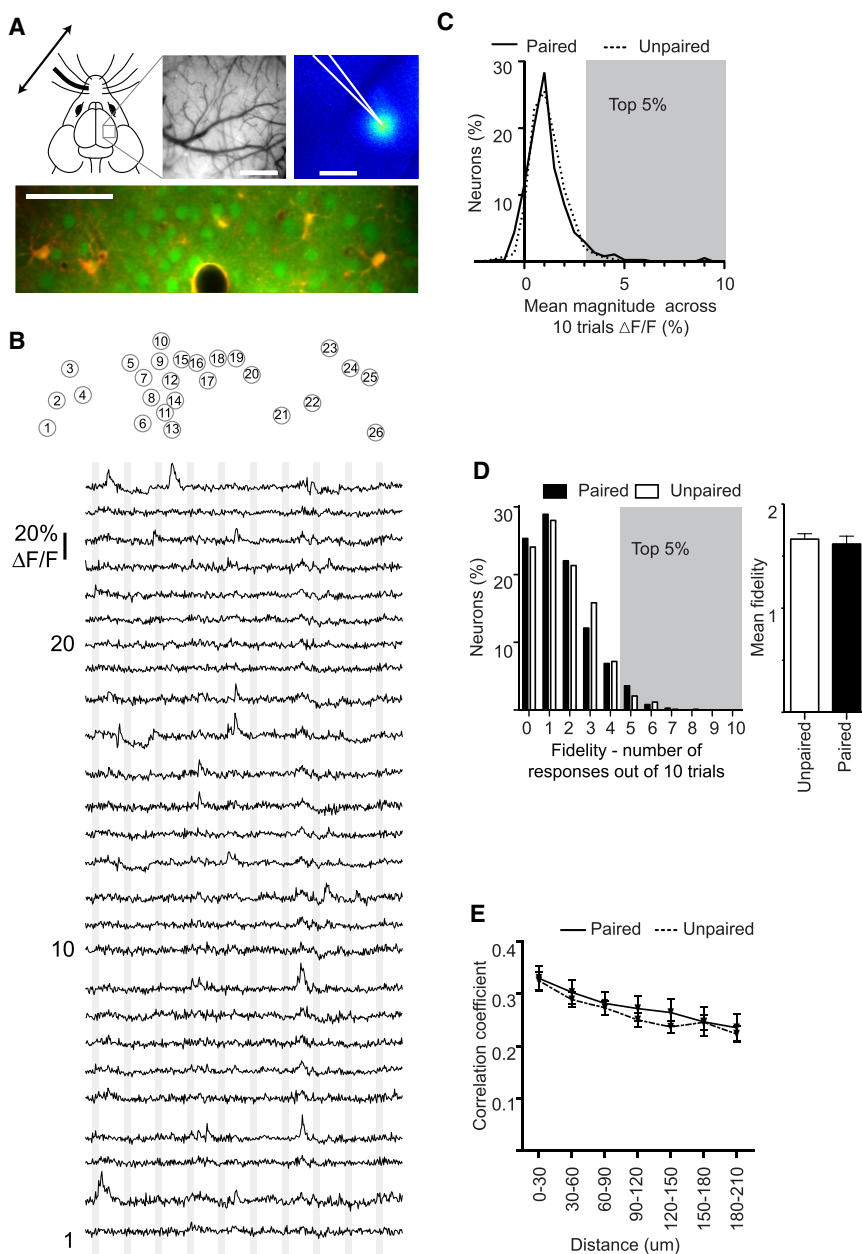 A
B
10
23
3
5
9
15
16
18
19
24
7
12
17
20
25
2
4
8
14
22
11
21
1
6
13
26
20%
ΔF/F
20
10
1
C
Paired Unpaired
30
Top 5%
20
10
Neurons (%)
0 5 10
Mean magnitude across
10 trials ΔF/F (%)
D
Paired Unpaired
30
Top 5%
20
10
Neurons (%)
0 1 2 3 4 5 6 7 8 9 10
Fidelity - number of
responses out of 10 trials
2
1
Mean fidelity
Unpaired
Paired
E
Paired Unpaired
0.4
0.3
0.2
0.1
Correlation coefficient
0-30
30-60
60-90
90-120
120-150
150-180
180-210
Distance (um)